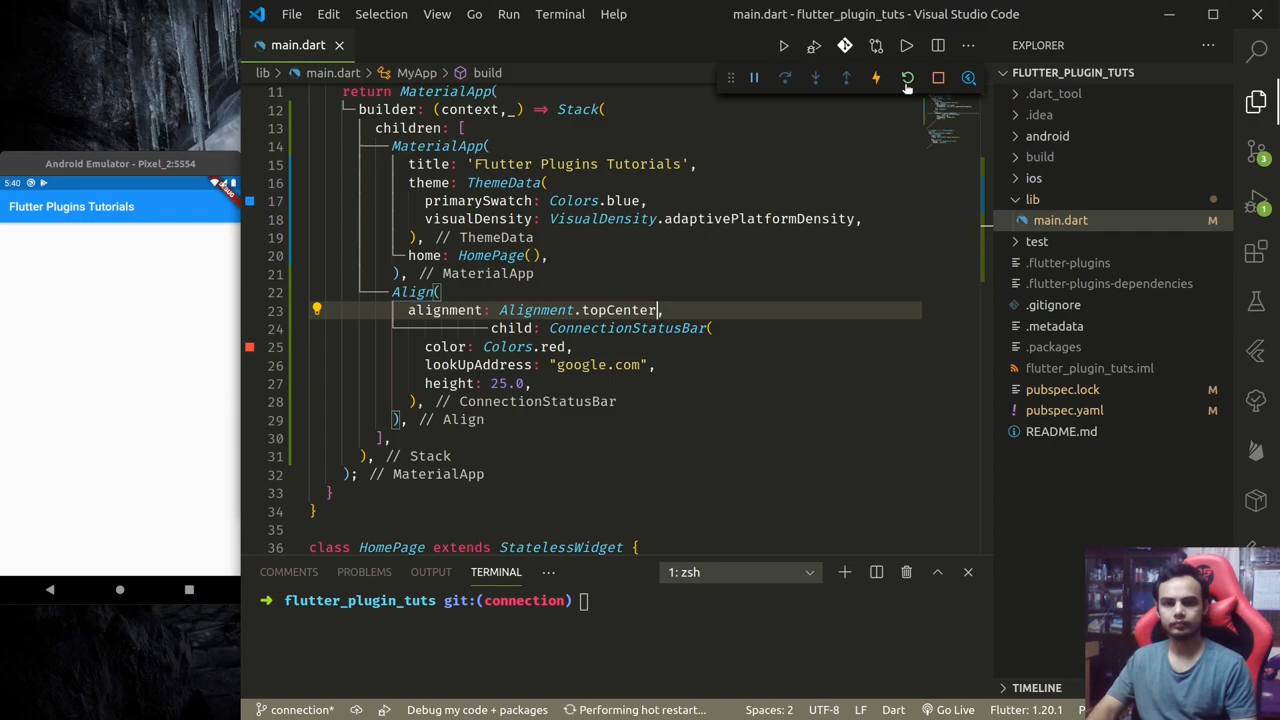 File Edit Selection View Go Run Terminal Help
main.dart - flutter_plugin_tuts - Visual Studio Code
main.dart
EXPLORER
lib > main.dart > MyApp > build
FLUTTER_PLUGIN_TUTS
11 return MaterialApp(
12 builder: (context,_) => Stack(
13 children: [
14 MaterialApp(
15 title: 'Flutter Plugins Tutorials',
16 theme: ThemeData(
17 primarySwatch: Colors.blue,
18 visualDensity: VisualDensity.adaptivePlatformDensity,
19 ), // ThemeData
20 home: HomePage(),
21 ), // MaterialApp
22 Align(
23 alignment: Alignment.topCenter,
24 child: ConnectionStatusBar(
25 color: Colors.red,
26 lookUpAddress: "google.com",
27 height: 25.0,
28 ), // ConnectionStatusBar
29 ), // Align
30 ],
31 ), // Stack
32 ); // MaterialApp
33 }
34 }
35
36 class HomePage extends StatelessWidget {
.dart_tool
.idea
android
build
ios
lib
main.dart M
test
.flutter-plugins
.flutter-plugins-dependencies
.gitignore
.metadata
.packages
flutter_plugin_tuts.iml
pubspec.lock M
pubspec.yaml M
README.md
3
1
Android Emulator - Pixel_2:5554
5:40
DEBUG
Flutter Plugins Tutorials
COMMENTS PROBLEMS OUTPUT TERMINAL
1: zsh
flutter_plugin_tuts git:(connection)
TIMELINE
connection* Debug my code + packages Performing hot restart... Spaces: 2 UTF-8 LF Dart Go Live Flutter: 1.20.1